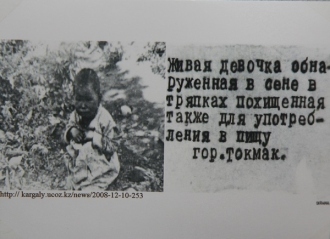 Живая девочка обна-
руженная в сене в
тряпках похищенная
также для употреб-
ления в пищу
гор.Токмак.
http://kargaly.ucoz.kz/news/2008-12-10-253